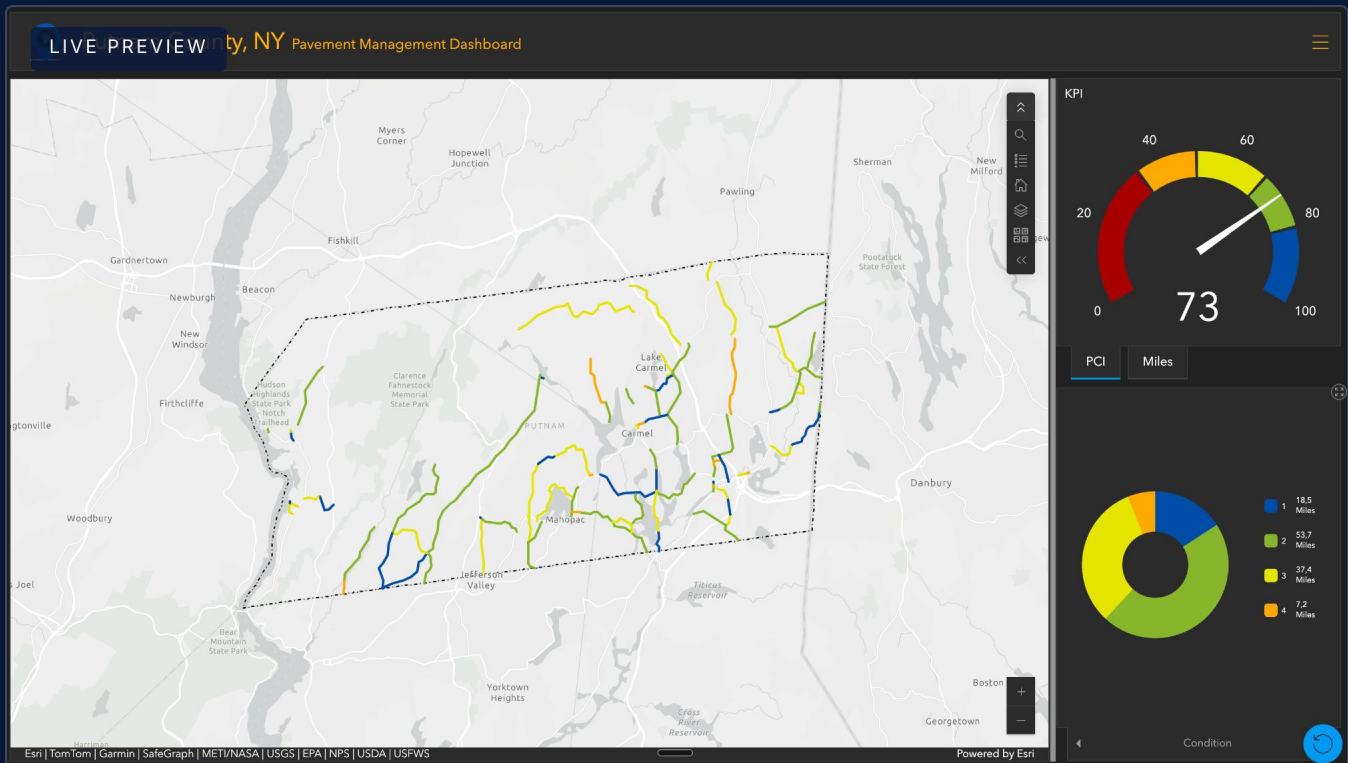 LIVE PREVIEW
ty, NY Pavement Management Dashboard
KPI
0
20
40
60
80
100
73
PCI
Miles
1 18,5 Miles
2 53,7 Miles
3 37,4 Miles
4 7,2 Miles
Condition
Myers
Corner
Hopewell
Junction
Sherman
New
Milford
Pawling
Fishkill
Gardnertown
Pootatuck
State Forest
Newburgh
Beacon
New
Windsor
Lake
Carmel
Hudson
Highlands
State Park
Notch
Trailhead
Clarence
Fahnestock
Memorial
State Park
Firthcliffe
PUTNAM
Carmel
gtonville
Danbury
Woodbury
Mahopac
Joel
Jefferson
Valley
Titicus
Reservoir
Bear
Mountain
State Park
Yorktown
Heights
Boston
Cross
River
Reservoir
Georgetown
Harriman
Esri | TomTom | Garmin | SafeGraph | METI/NASA | USGS | EPA | NPS | USDA | USFWS
Powered by Esri